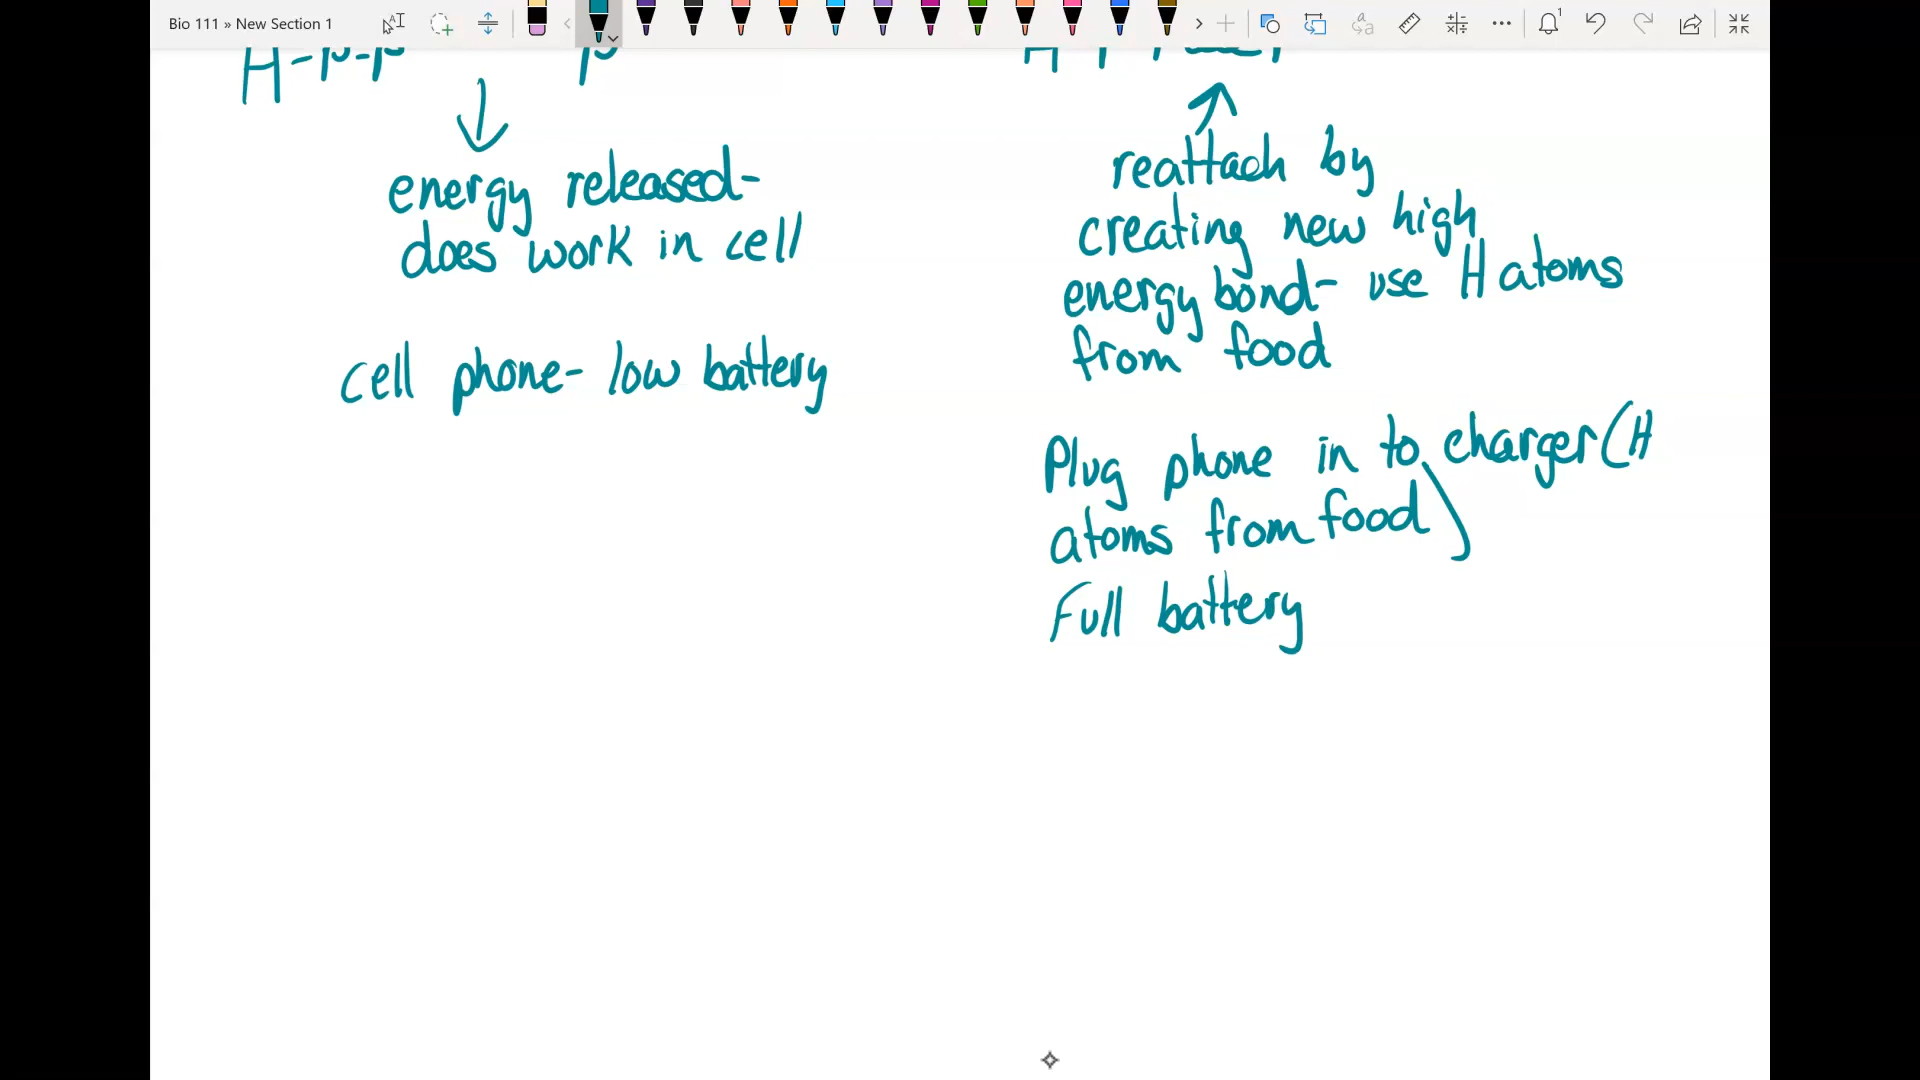 Bio 111 » New Section 1
A-P-P P
energy released-
does work in cell
cell phone- low battery
reattach by
creating new high
energy bond- use H atoms
from food
Plug phone in to charger (H
atoms from food)
Full battery